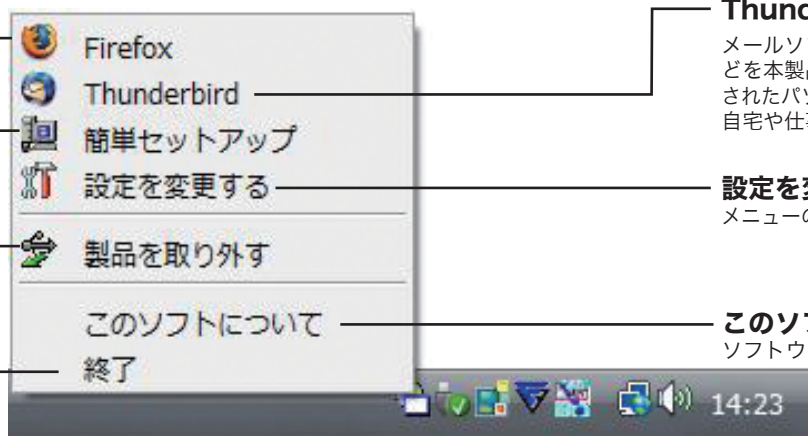 Firefox
Thunderbird
簡単セットアップ
設定を変更する
製品を取り外す
このソフトについて
終了
14:23
Thund
メールソ
どを本製
されたパソ
自宅や仕
設定を
メニューの
このソフ
ソフトウ